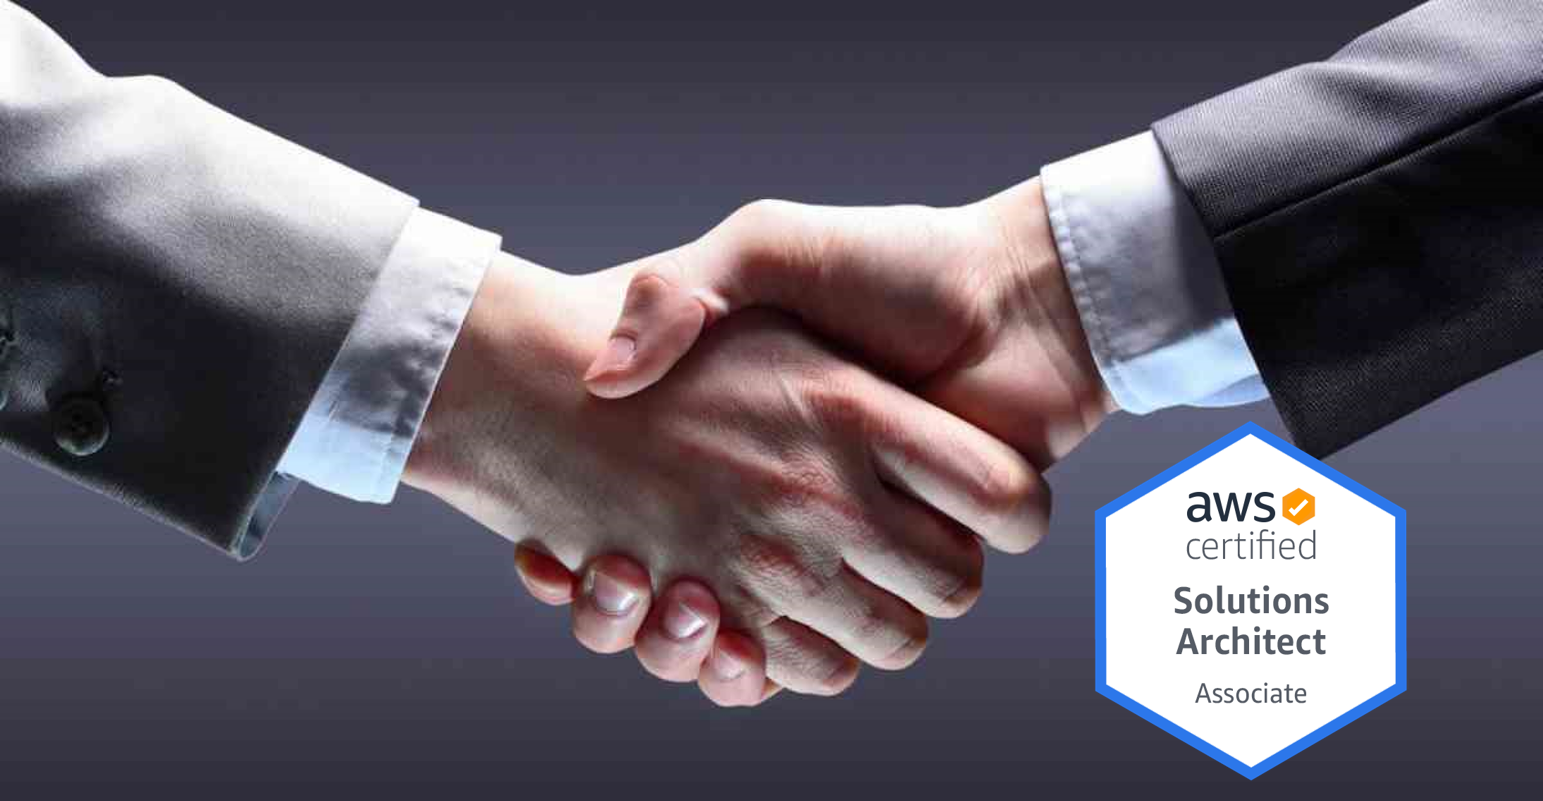 aws
certified
Solutions
Architect
Associate